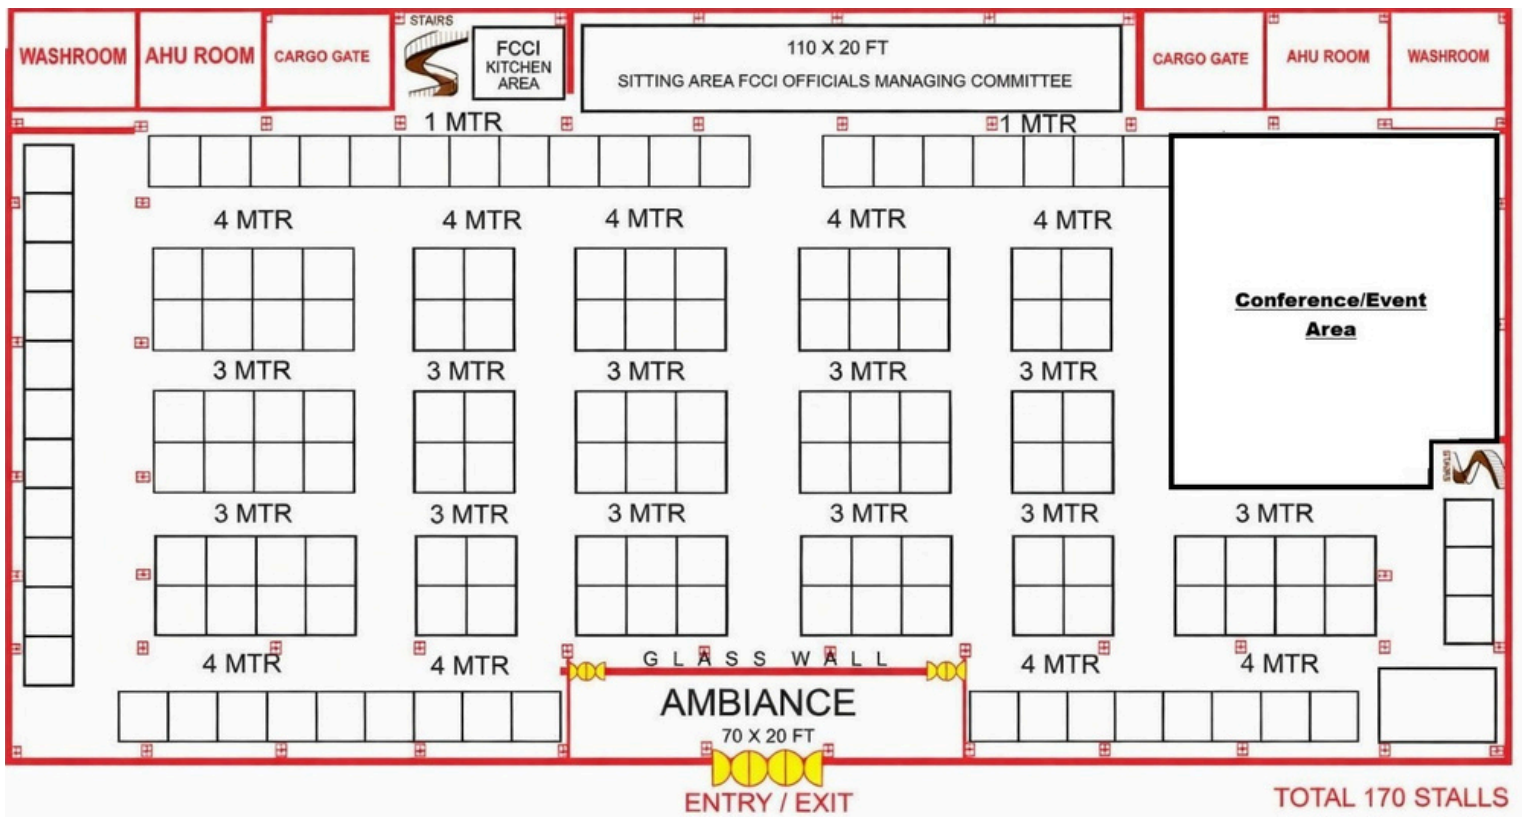 STAIRS
WASHROOM
AHU ROOM
CARGO GATE
FCCI
KITCHEN
AREA
110 X 20 FT
SITTING AREA FCCI OFFICIALS MANAGING COMMITTEE
CARGO GATE
AHU ROOM
WASHROOM
1 MTR
1 MTR
4 MTR
4 MTR
4 MTR
4 MTR
4 MTR
Conference/Event
Area
3 MTR
3 MTR
3 MTR
3 MTR
3 MTR
STAIRS
3 MTR
3 MTR
3 MTR
3 MTR
3 MTR
3 MTR
GLASS WALL
4 MTR
4 MTR
4 MTR
4 MTR
AMBIANCE
70 X 20 FT
ENTRY / EXIT
TOTAL 170 STALLS